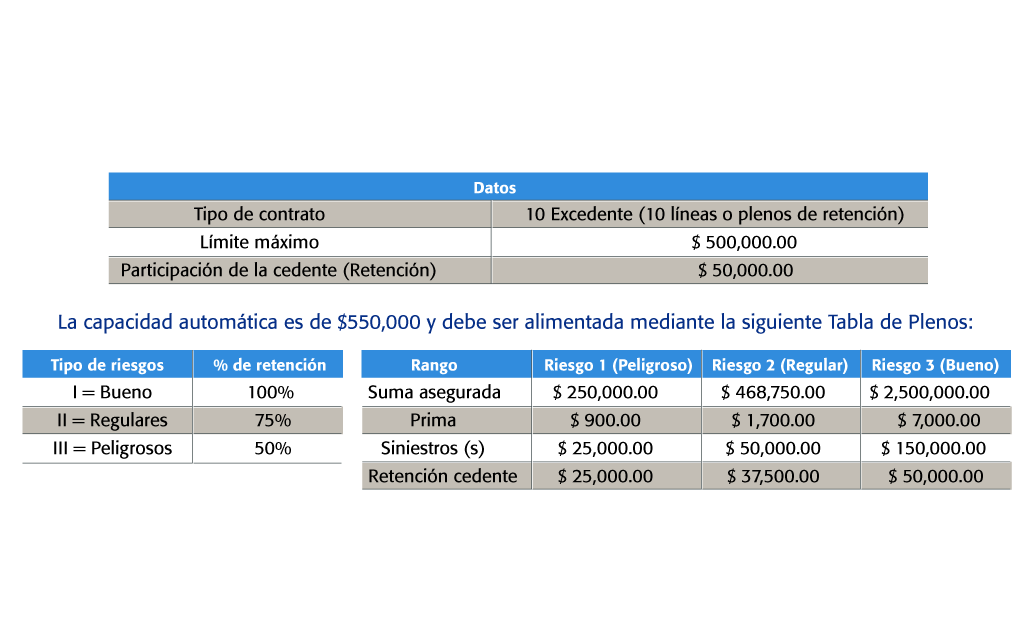 Datos
Tipo de contrato 10 Excedente (10 líneas o plenos de retención)
Límite máximo $ 500,000.00
Participación de la cedente (Retención) $ 50,000.00
La capacidad automática es de $550,000 y debe ser alimentada mediante la siguiente Tabla de Plenos:
Tipo de riesgos % de retención
I = Bueno 100%
II = Regulares 75%
III = Peligrosos 50%
Rango Riesgo 1 (Peligroso) Riesgo 2 (Regular) Riesgo 3 (Bueno)
Suma asegurada $ 250,000.00 $ 468,750.00 $ 2,500,000.00
Prima $ 900.00 $ 1,700.00 $ 7,000.00
Siniestros (s) $ 25,000.00 $ 50,000.00 $ 150,000.00
Retención cedente $ 25,000.00 $ 37,500.00 $ 50,000.00